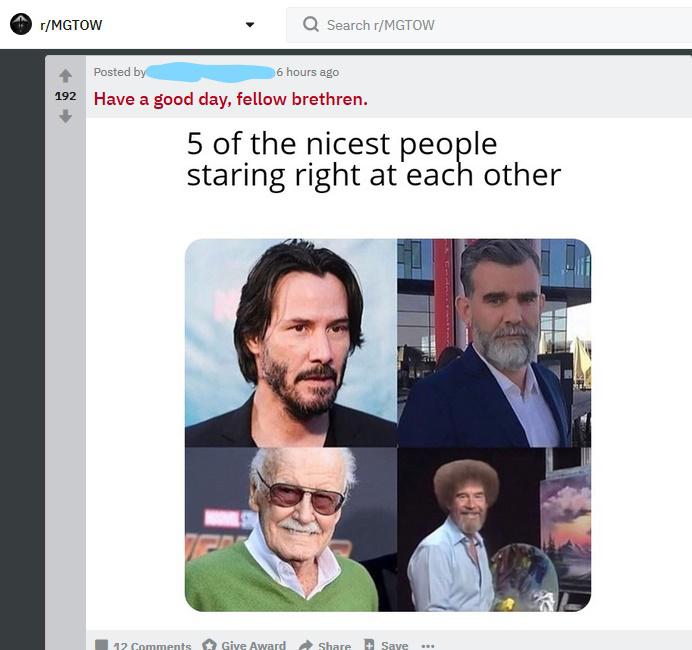 r/MGTOW
Search r/MGTOW
Posted by 6 hours ago
192
Have a good day, fellow brethren.
5 of the nicest people
staring right at each other
12 Comments Give Award Share Save